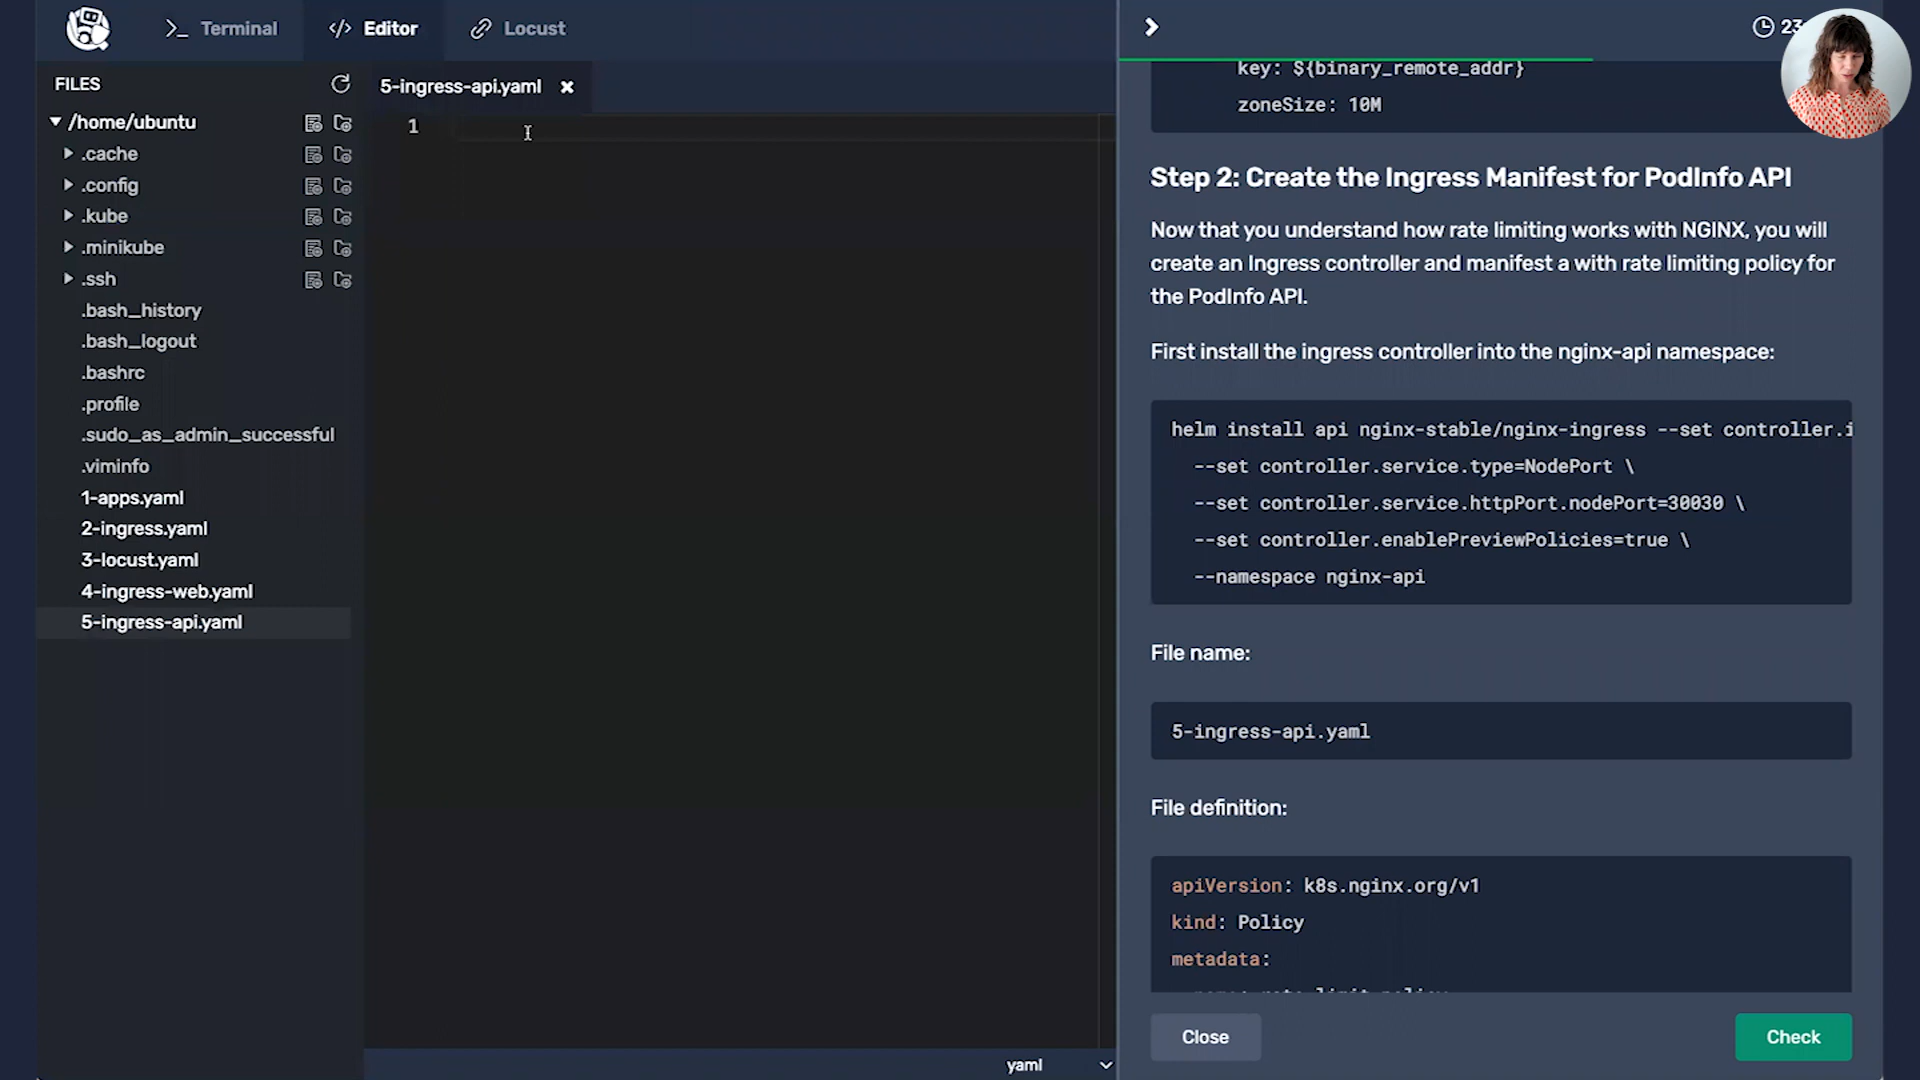 Terminal
Editor
Locust
FILES
/home/ubuntu
.cache
.config
.kube
.minikube
.ssh
.bash_history
.bash_logout
.bashrc
.profile
.sudo_as_admin_successful
.viminfo
1-apps.yaml
2-ingress.yaml
3-locust.yaml
4-ingress-web.yaml
5-ingress-api.yaml
5-ingress-api.yaml
1
yaml
key: ${binary_remote_addr}
zoneSize: 10M
Step 2: Create the Ingress Manifest for PodInfo API
Now that you understand how rate limiting works with NGINX, you will
create an Ingress controller and manifest a with rate limiting policy for
the PodInfo API.
First install the ingress controller into the nginx-api namespace:
helm install api nginx-stable/nginx-ingress --set controller.i
--set controller.service.type=NodePort \
--set controller.service.httpPort.nodePort=30030 \
--set controller.enablePreviewPolicies=true \
--namespace nginx-api
File name:
5-ingress-api.yaml
File definition:
apiVersion: k8s.nginx.org/v1
kind: Policy
metadata:
Close
Check